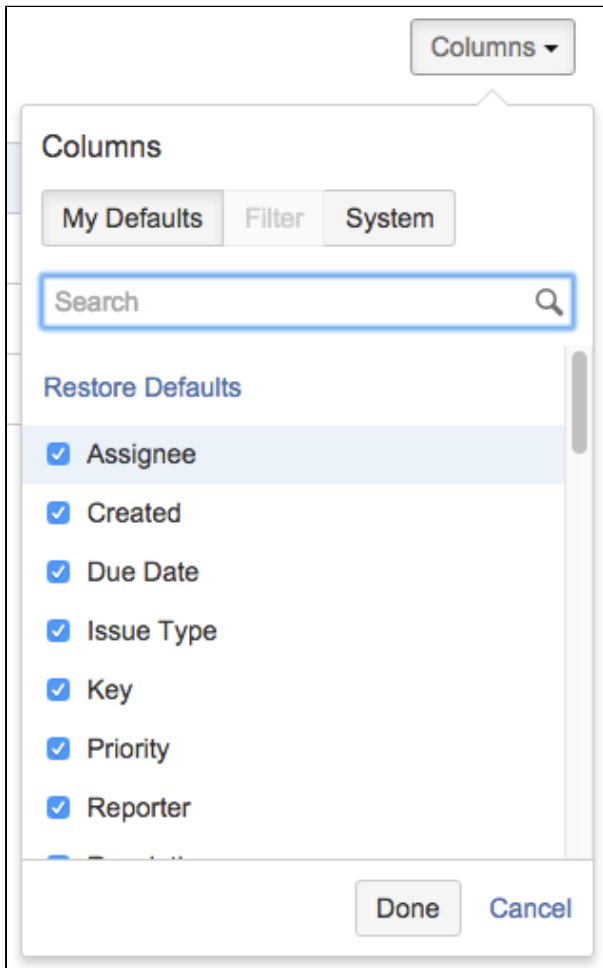 Columns
Columns
My Defaults Filter System
Search
Restore Defaults
Assignee
Created
Due Date
Issue Type
Key
Priority
Reporter
Done Cancel